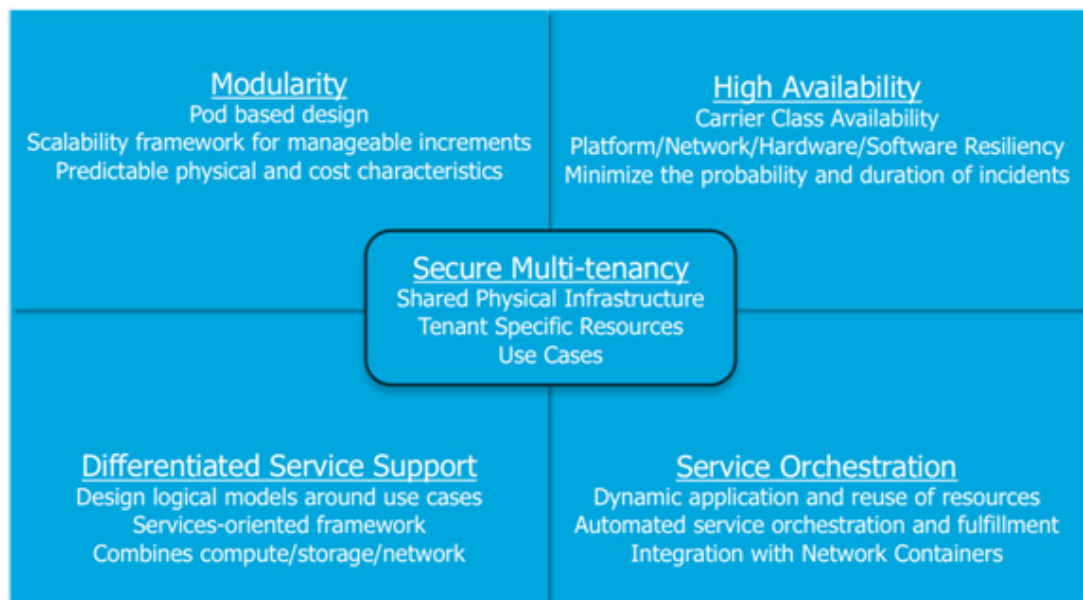 Modularity
Pod based design
Scalability framework for manageable increments
Predictable physical and cost characteristics
High Availability
Carrier Class Availability
Platform/Network/Hardware/Software Resiliency
Minimize the probability and duration of incidents
Secure Multi-tenancy
Shared Physical Infrastructure
Tenant Specific Resources
Use Cases
Differentiated Service Support
Design logical models around use cases
Services-oriented framework
Combines compute/storage/network
Service Orchestration
Dynamic application and reuse of resources
Automated service orchestration and fulfillment
Integration with Network Containers